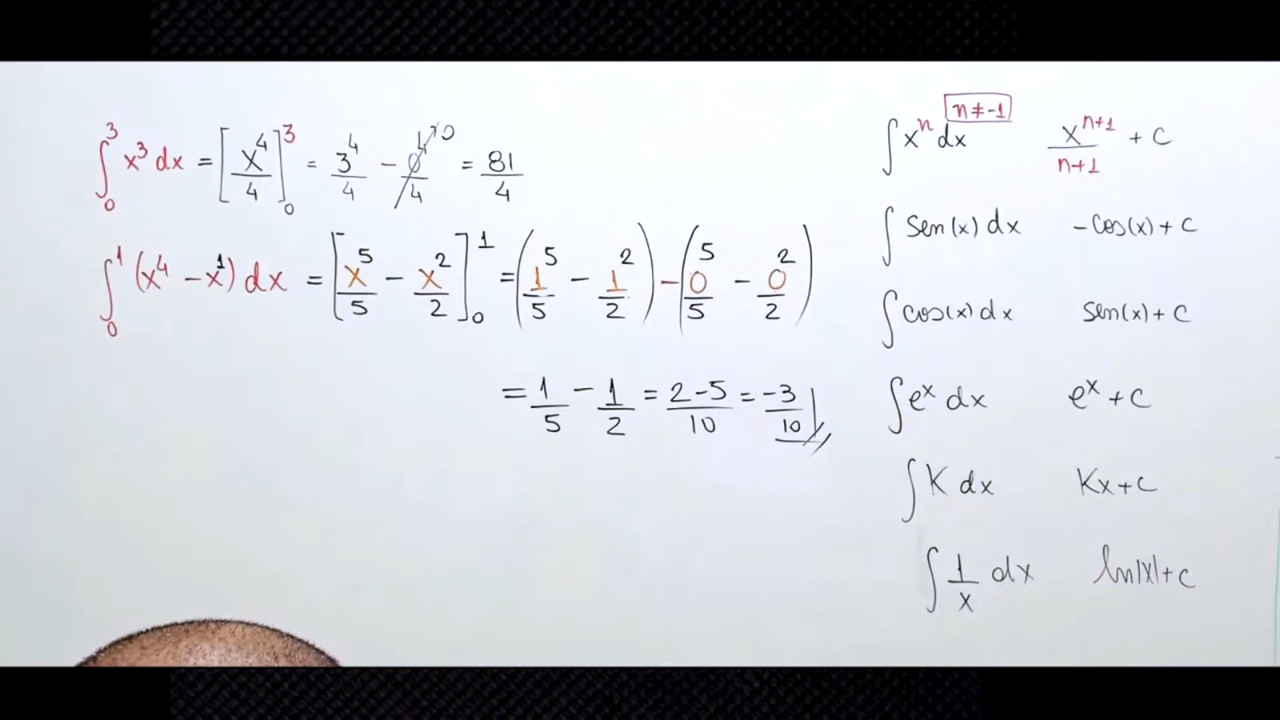 ∫₀³ x³ dx = [x⁴/4]₀³ = 3⁴/4 − 0⁴/4 →0 = 81/4
∫₀¹ (x⁴ − x¹) dx = [x⁵/5 − x²/2]₀¹ = (1⁵/5 − 1²/2) − (0⁵/5 − 0²/2)
= 1/5 − 1/2 = 2−5/10 = −3/10
n≠−1
∫ xⁿ dx xⁿ⁺¹/n+1 + C
∫ Sen(x) dx −Cos(x) + C
∫ cos(x) dx Sen(x) + C
∫ eˣ dx eˣ + C
∫ K dx Kx + C
∫ 1/x dx ln|x| + C